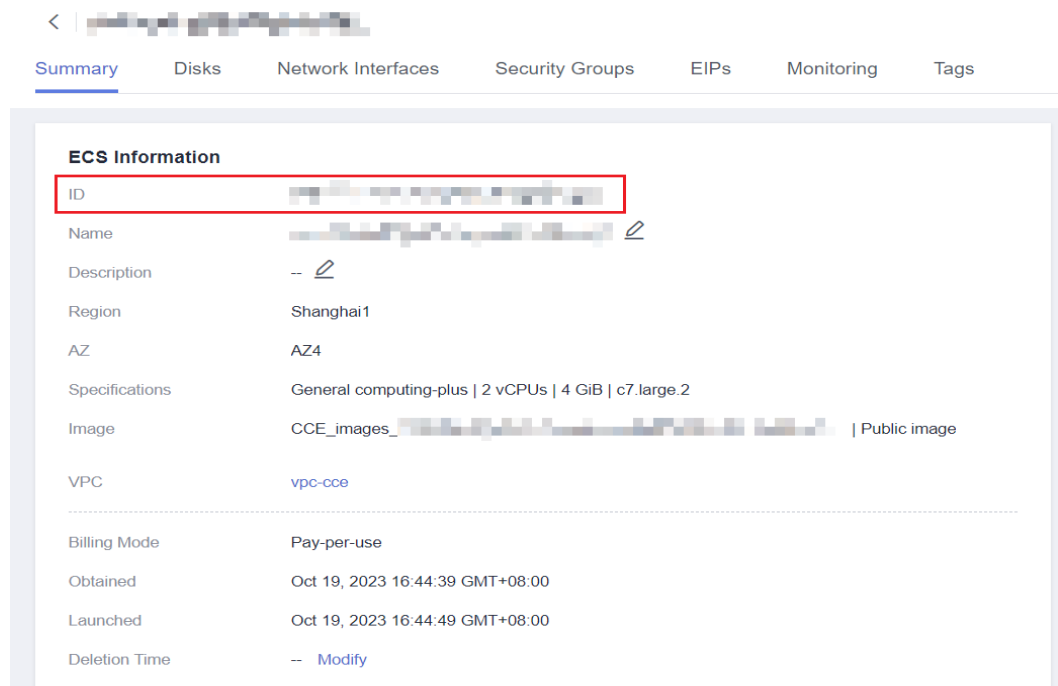 Summary Disks Network Interfaces Security Groups EIPs Monitoring Tags
ECS Information
ID
Name
Description --
Region Shanghai1
AZ AZ4
Specifications General computing-plus | 2 vCPUs | 4 GiB | c7.large.2
Image CCE_images_ | Public image
VPC vpc-cce
Billing Mode Pay-per-use
Obtained Oct 19, 2023 16:44:39 GMT+08:00
Launched Oct 19, 2023 16:44:49 GMT+08:00
Deletion Time -- Modify